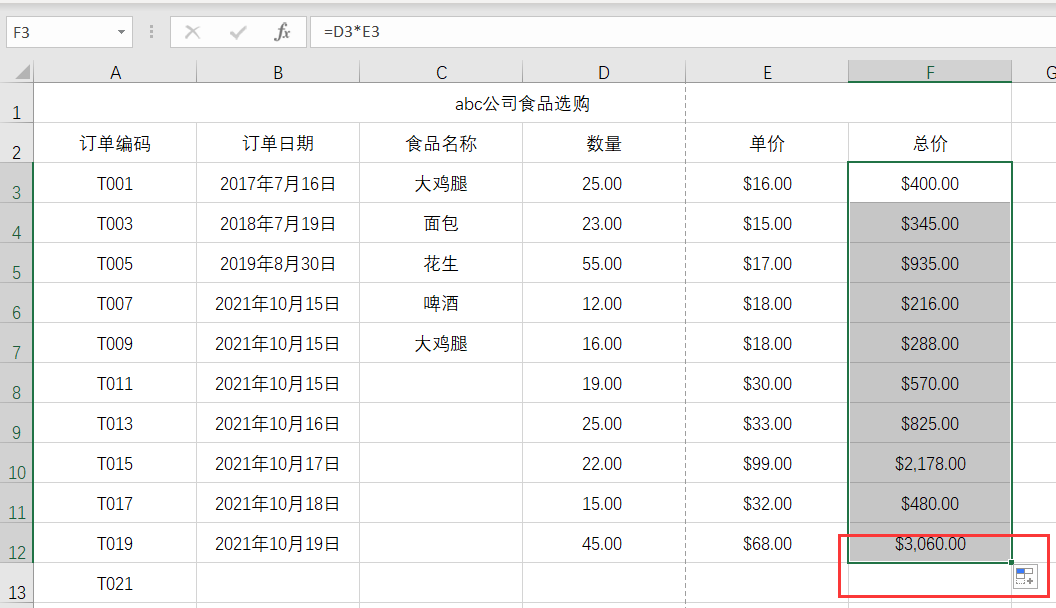 F3 fx =D3*E3
A B C D E F G
1 abc公司食品选购
2 订单编码 订单日期 食品名称 数量 单价 总价
3 T001 2017年7月16日 大鸡腿 25.00 $16.00 $400.00
4 T003 2018年7月19日 面包 23.00 $15.00 $345.00
5 T005 2019年8月30日 花生 55.00 $17.00 $935.00
6 T007 2021年10月15日 啤酒 12.00 $18.00 $216.00
7 T009 2021年10月15日 大鸡腿 16.00 $18.00 $288.00
8 T011 2021年10月15日 19.00 $30.00 $570.00
9 T013 2021年10月16日 25.00 $33.00 $825.00
10 T015 2021年10月17日 22.00 $99.00 $2,178.00
11 T017 2021年10月18日 15.00 $32.00 $480.00
12 T019 2021年10月19日 45.00 $68.00 $3,060.00
13 T021